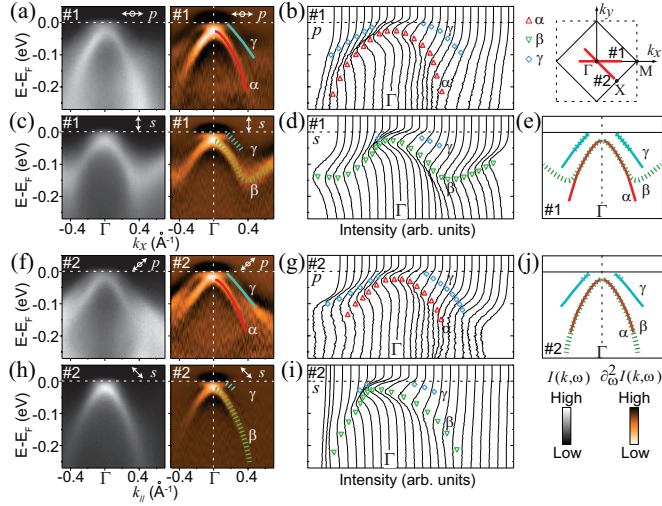 (a)
#1
p
0.0
-0.1
-0.2
E-E_F (eV)
#1
γ
α
(b)
#1
p
Γ
α
γ
α
β
γ
k_y
k_x
#1
Γ
#2
M
X
(c)
#1
s
0.0
-0.1
-0.2
E-E_F (eV)
-0.4 Γ 0.4
#1
s
γ
β
-0.4 Γ 0.4
k_X (Å⁻¹)
(d)
#1
s
Γ
γ
β
Intensity (arb. units)
(e)
γ
α
β
#1
Γ
(f)
#2
p
0.0
-0.1
-0.2
E-E_F (eV)
#2
p
γ
α
(g)
#2
p
Γ
γ
α
(j)
γ
α
β
#2
Γ
(h)
#2
s
0.0
-0.1
-0.2
E-E_F (eV)
-0.4 Γ 0.4
#2
s
γ
β
-0.4 Γ 0.4
k_// (Å⁻¹)
(i)
#2
s
Γ
γ
β
Intensity (arb. units)
I(k,ω) ∂²_ω I(k,ω)
High High
Low Low